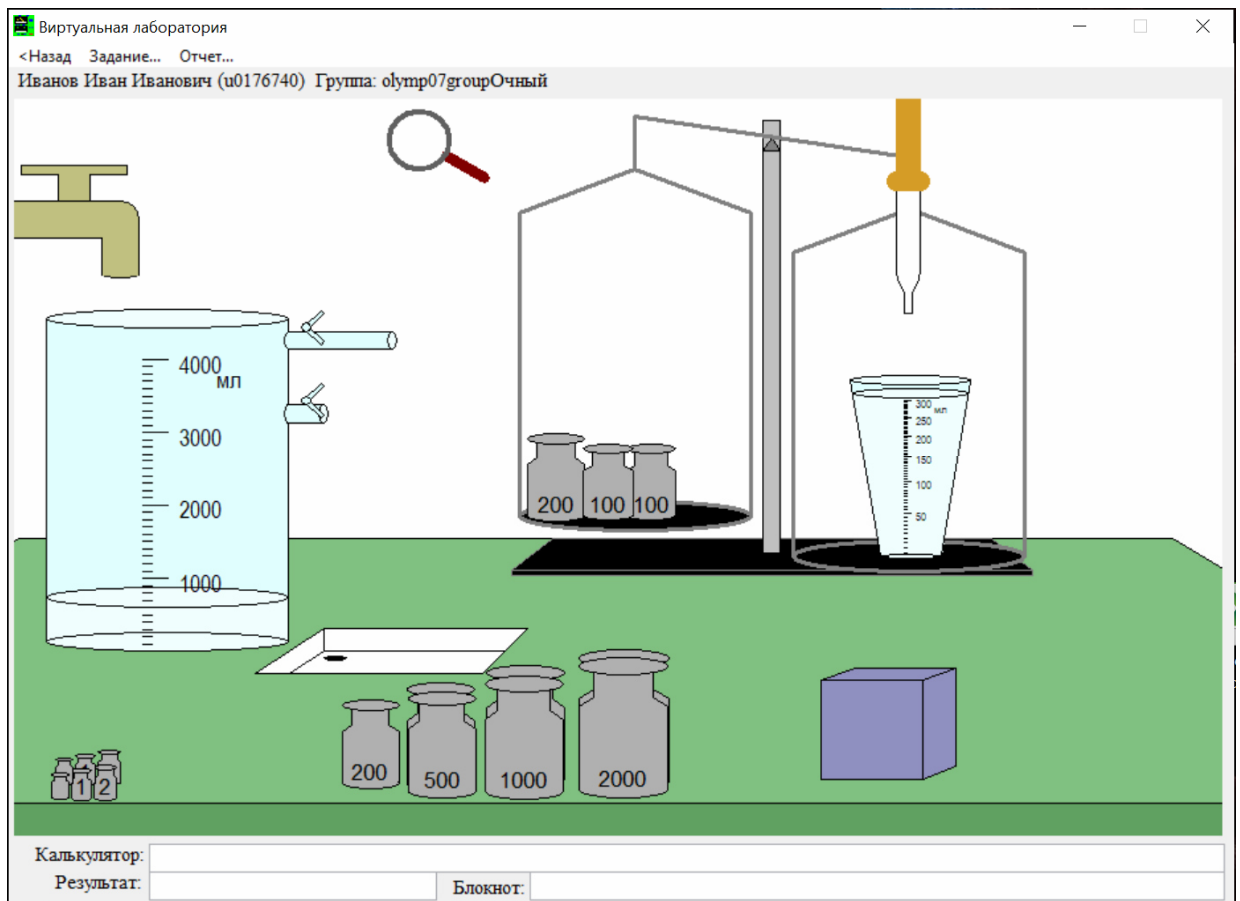 Виртуальная лаборатория
<Назад Задание... Отчет...
Иванов Иван Иванович (u0176740) Группа: olymp07groupОчный
4000
мл
3000
2000
1000
300 мл
250
200
150
100
50
200 100 100
200 500 1000 2000
1 2
Калькулятор:
Результат: Блокнот: